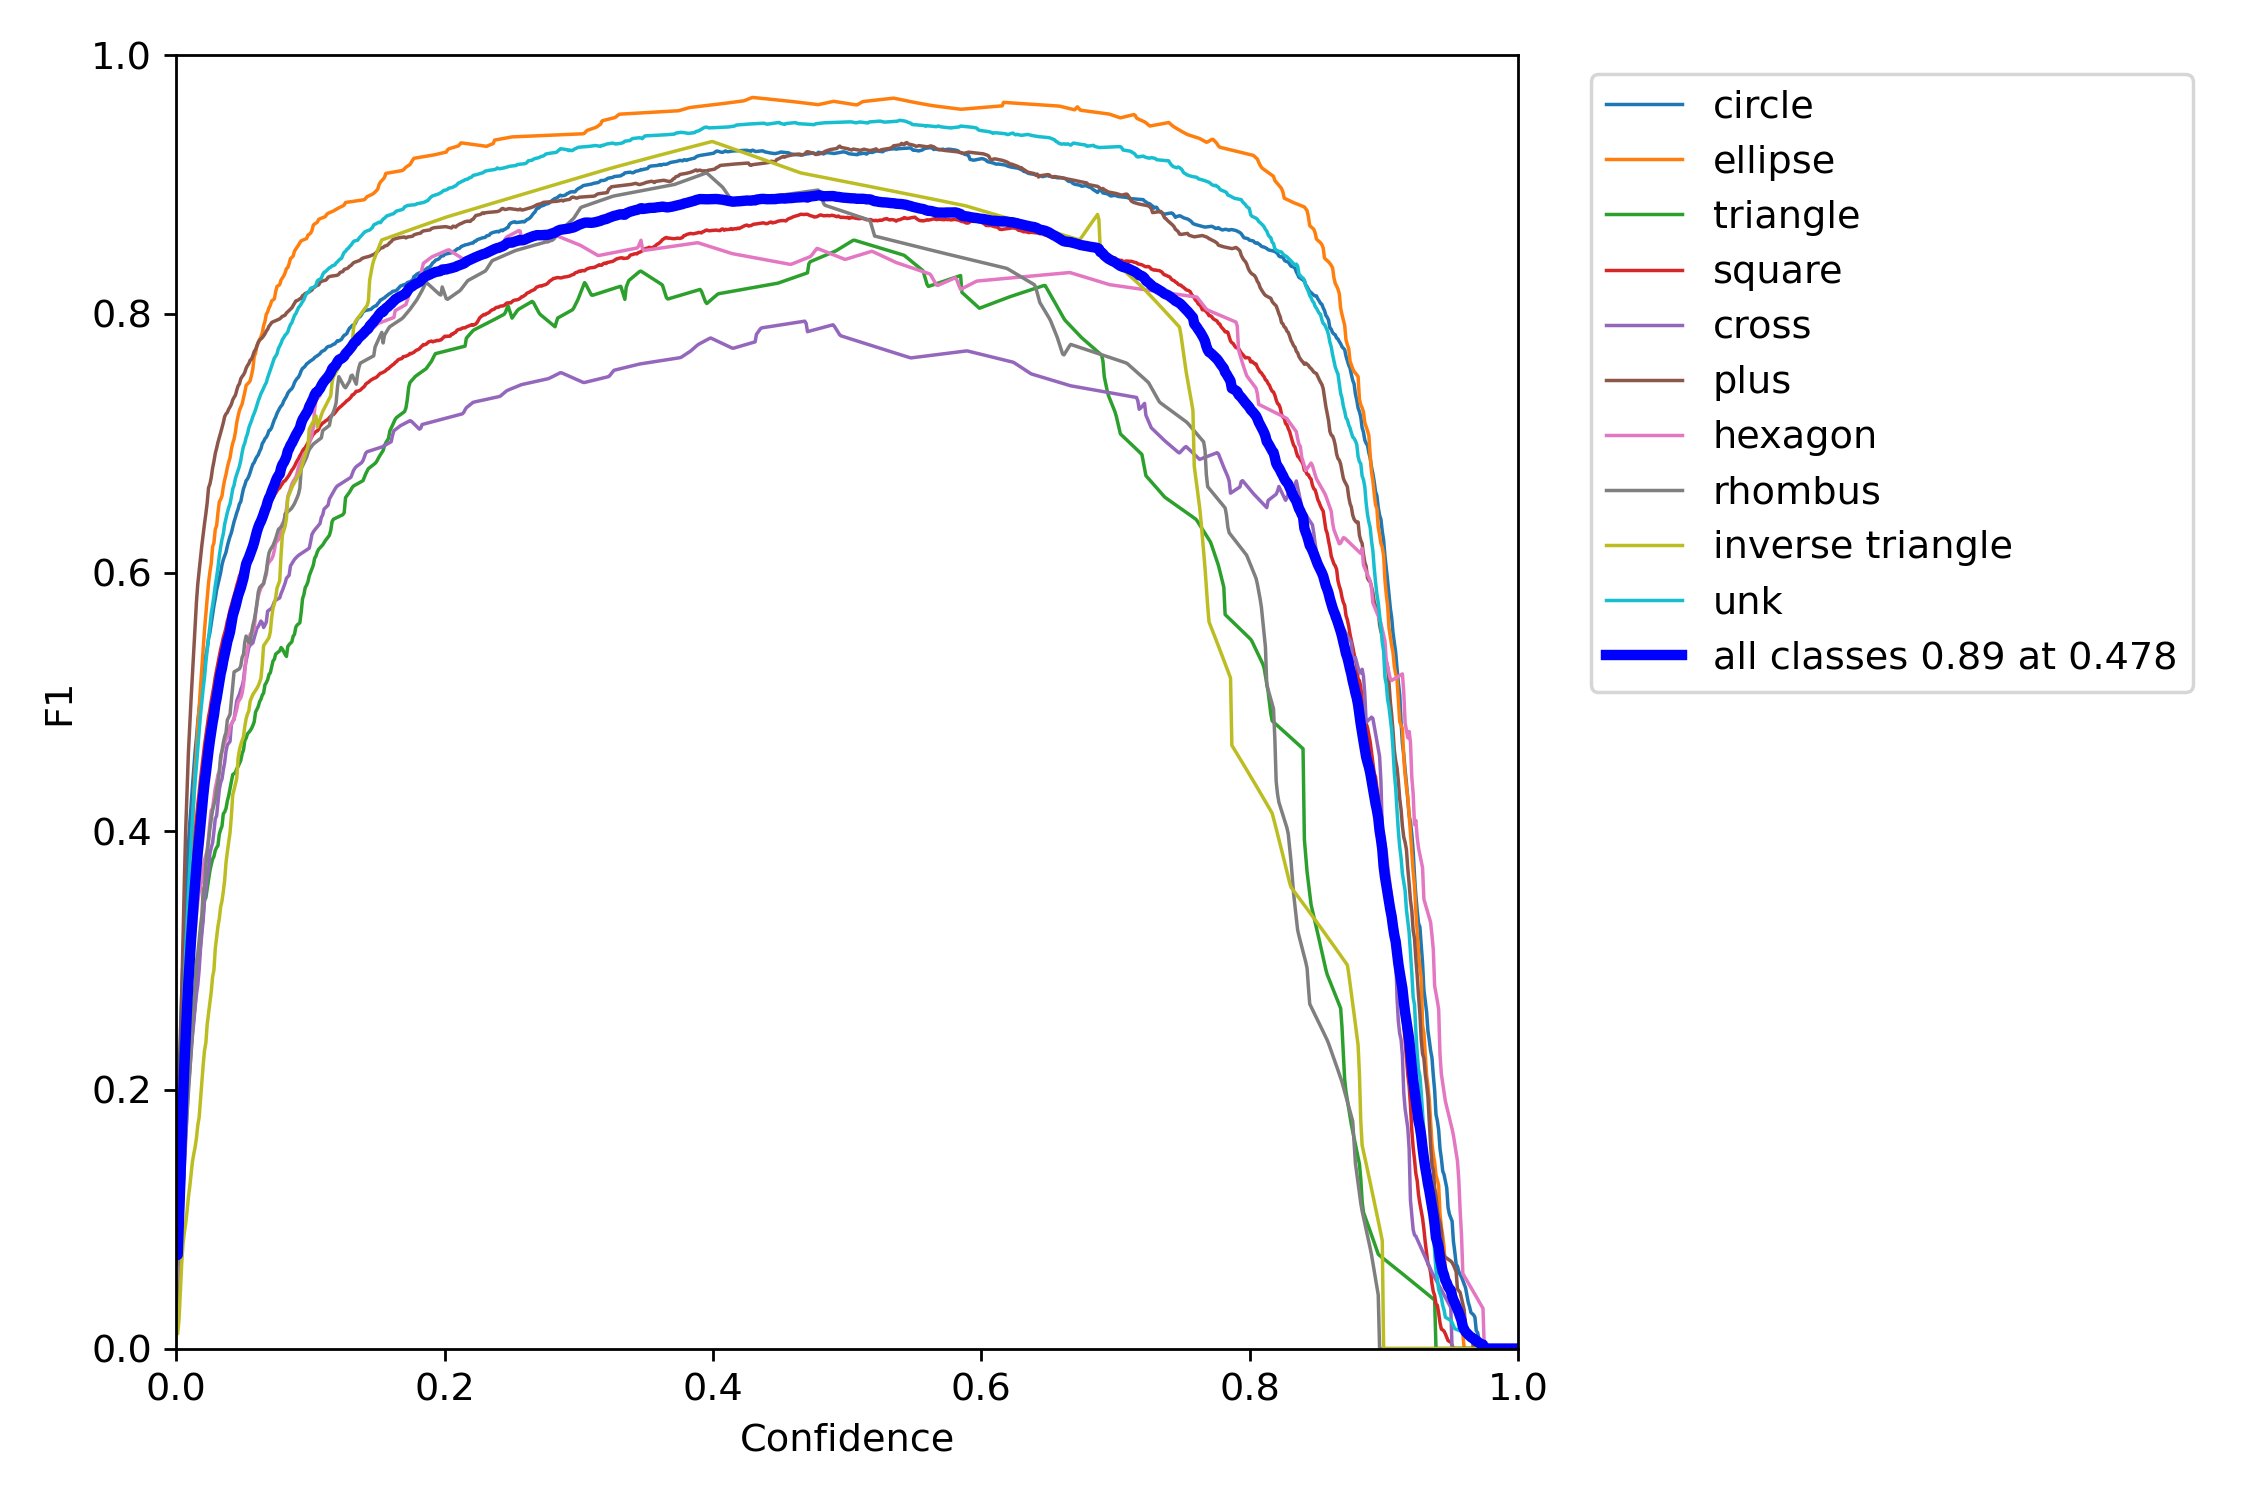 1.0
0.8
0.6
0.4
0.2
0.0
F1
0.0 0.2 0.4 0.6 0.8 1.0
Confidence
circle
ellipse
triangle
square
cross
plus
hexagon
rhombus
inverse triangle
unk
all classes 0.89 at 0.478